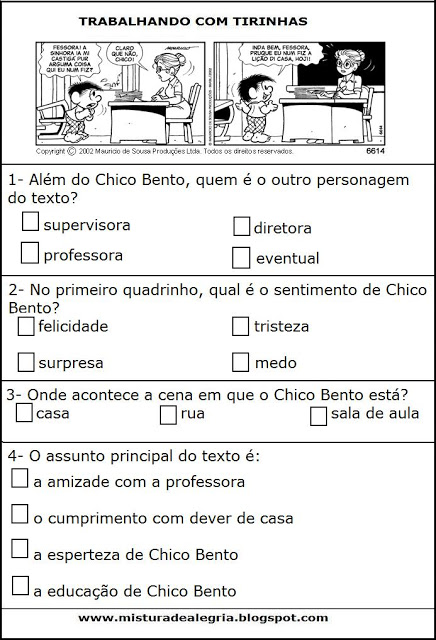 TRABALHANDO COM TIRINHAS
FESSORA! A
SINHORA IA MI
CASTIGÁ PUR
ARGUMA COISA
QUI EU NUM FIZ?
CLARO
QUE NÃO,
CHICO!
INDA BEM, FESSORA,
PRUQUE EU NUM FIZ A
LIÇÃO DI CASA, HOJI!
Copyright © 2002 Mauricio de Sousa Produções Ltda. Todos os direitos reservados.
6614
1- Além do Chico Bento, quem é o outro personagem
do texto?
supervisora
diretora
professora
eventual
2- No primeiro quadrinho, qual é o sentimento de Chico
Bento?
felicidade
tristeza
surpresa
medo
3- Onde acontece a cena em que o Chico Bento está?
casa
rua
sala de aula
4- O assunto principal do texto é:
a amizade com a professora
o cumprimento com dever de casa
a esperteza de Chico Bento
a educação de Chico Bento
www.misturadealegria.blogspot.com